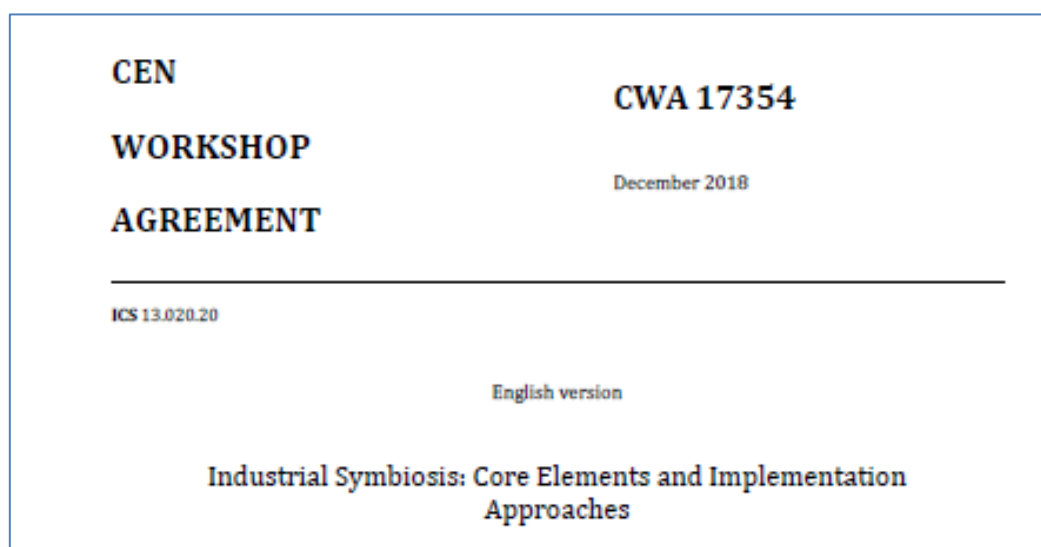 CEN
WORKSHOP
AGREEMENT
CWA 17354
December 2018
ICS 13.020.20
English version
Industrial Symbiosis: Core Elements and Implementation
Approaches